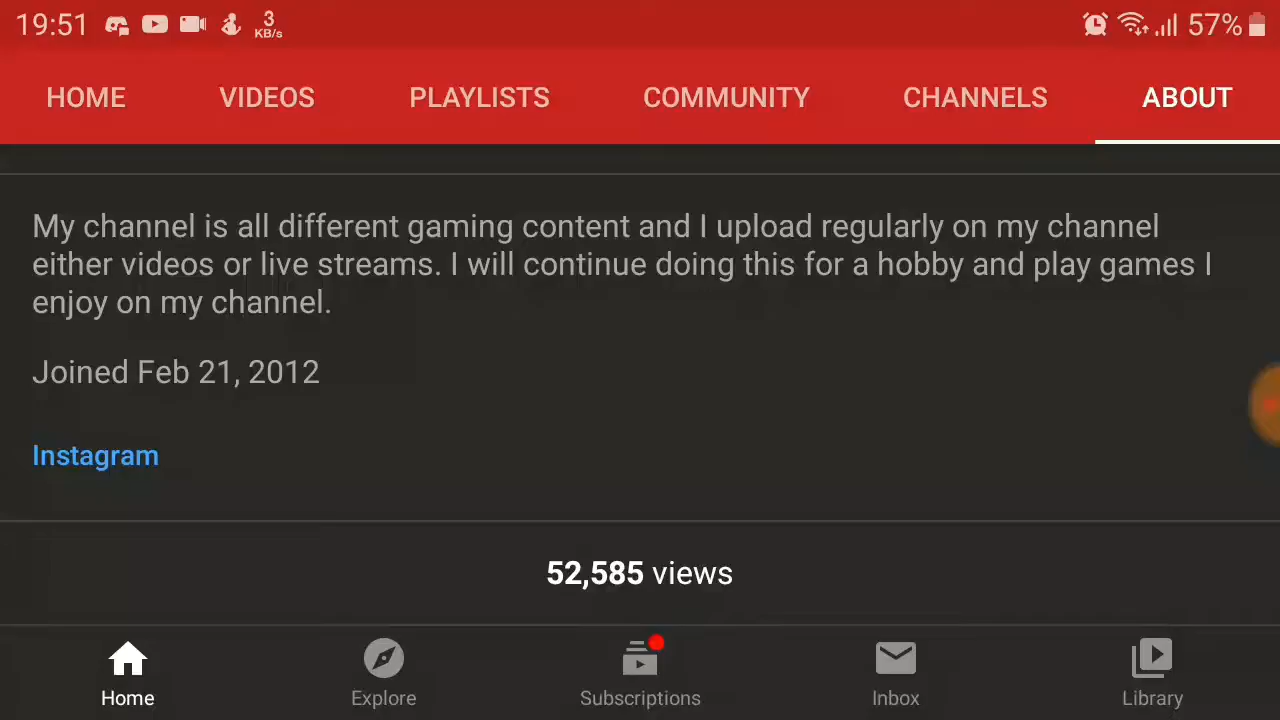 19:51 3 KB/s 57%
HOME VIDEOS PLAYLISTS COMMUNITY CHANNELS ABOUT
My channel is all different gaming content and I upload regularly on my channel
either videos or live streams. I will continue doing this for a hobby and play games I
enjoy on my channel.
Joined Feb 21, 2012
Instagram
52,585 views
Home Explore Subscriptions Inbox Library